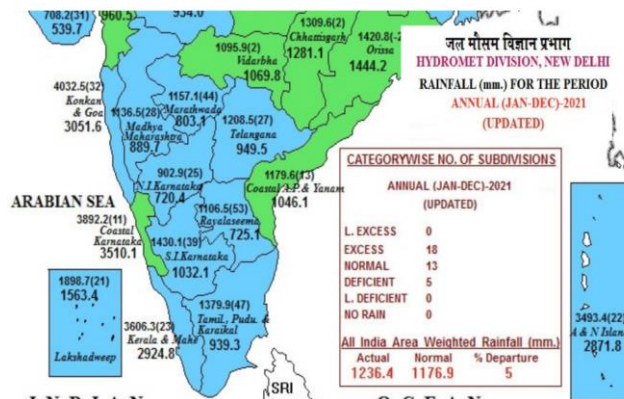 708.2(31)
539.7
960.5
934.0
1309.6(2)
Chhattisgarh
1281.1
1420.8(-2
Orissa
1444.2
1095.9(2)
Vidarbha
1069.8
जल मौसम विज्ञान प्रभाग
HYDROMET DIVISION, NEW DELHI
RAINFALL (mm.) FOR THE PERIOD
ANNUAL (JAN-DEC)-2021
(UPDATED)
4032.5(32)
Konkan
& Goa
3051.6
1136.5(28)
Madhya
Maharashtra
889.7
1157.1(44)
Marathwada
803.1
1208.5(27)
Telangana
949.5
902.9(25)
N.I.Karnataka
720.4
1179.6(13)
Coastal A.P. & Yanam
1046.1
ARABIAN SEA
3892.2(11)
Coastal
Karnataka
3510.1
1106.5(53)
Rayalaseema
725.1
1430.1(39)
S.I.Karnataka
1032.1
1898.7(21)
1563.4
Lakshadweep
3606.3(23)
Kerala & Mahe
2924.8
1379.9(47)
Tamil, Pudu. &
Karaikal
939.3
CATEGORYWISE NO. OF SUBDIVISIONS
ANNUAL (JAN-DEC)-2021
(UPDATED)
L. EXCESS 0
EXCESS 18
NORMAL 13
DEFICIENT 5
L. DEFICIENT 0
NO RAIN 0
All India Area Weighted Rainfall (mm.)
Actual Normal % Departure
1236.4 1176.9 5
3493.4(22)
A & N Islan
2871.8
SRI
INDIAN OCEAN